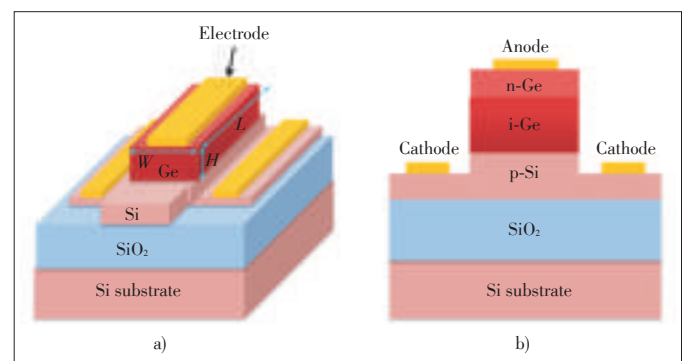 Electrode
W
L
H
Ge
Si
SiO₂
Si substrate
a)
Anode
n-Ge
i-Ge
Cathode
Cathode
p-Si
SiO₂
Si substrate
b)